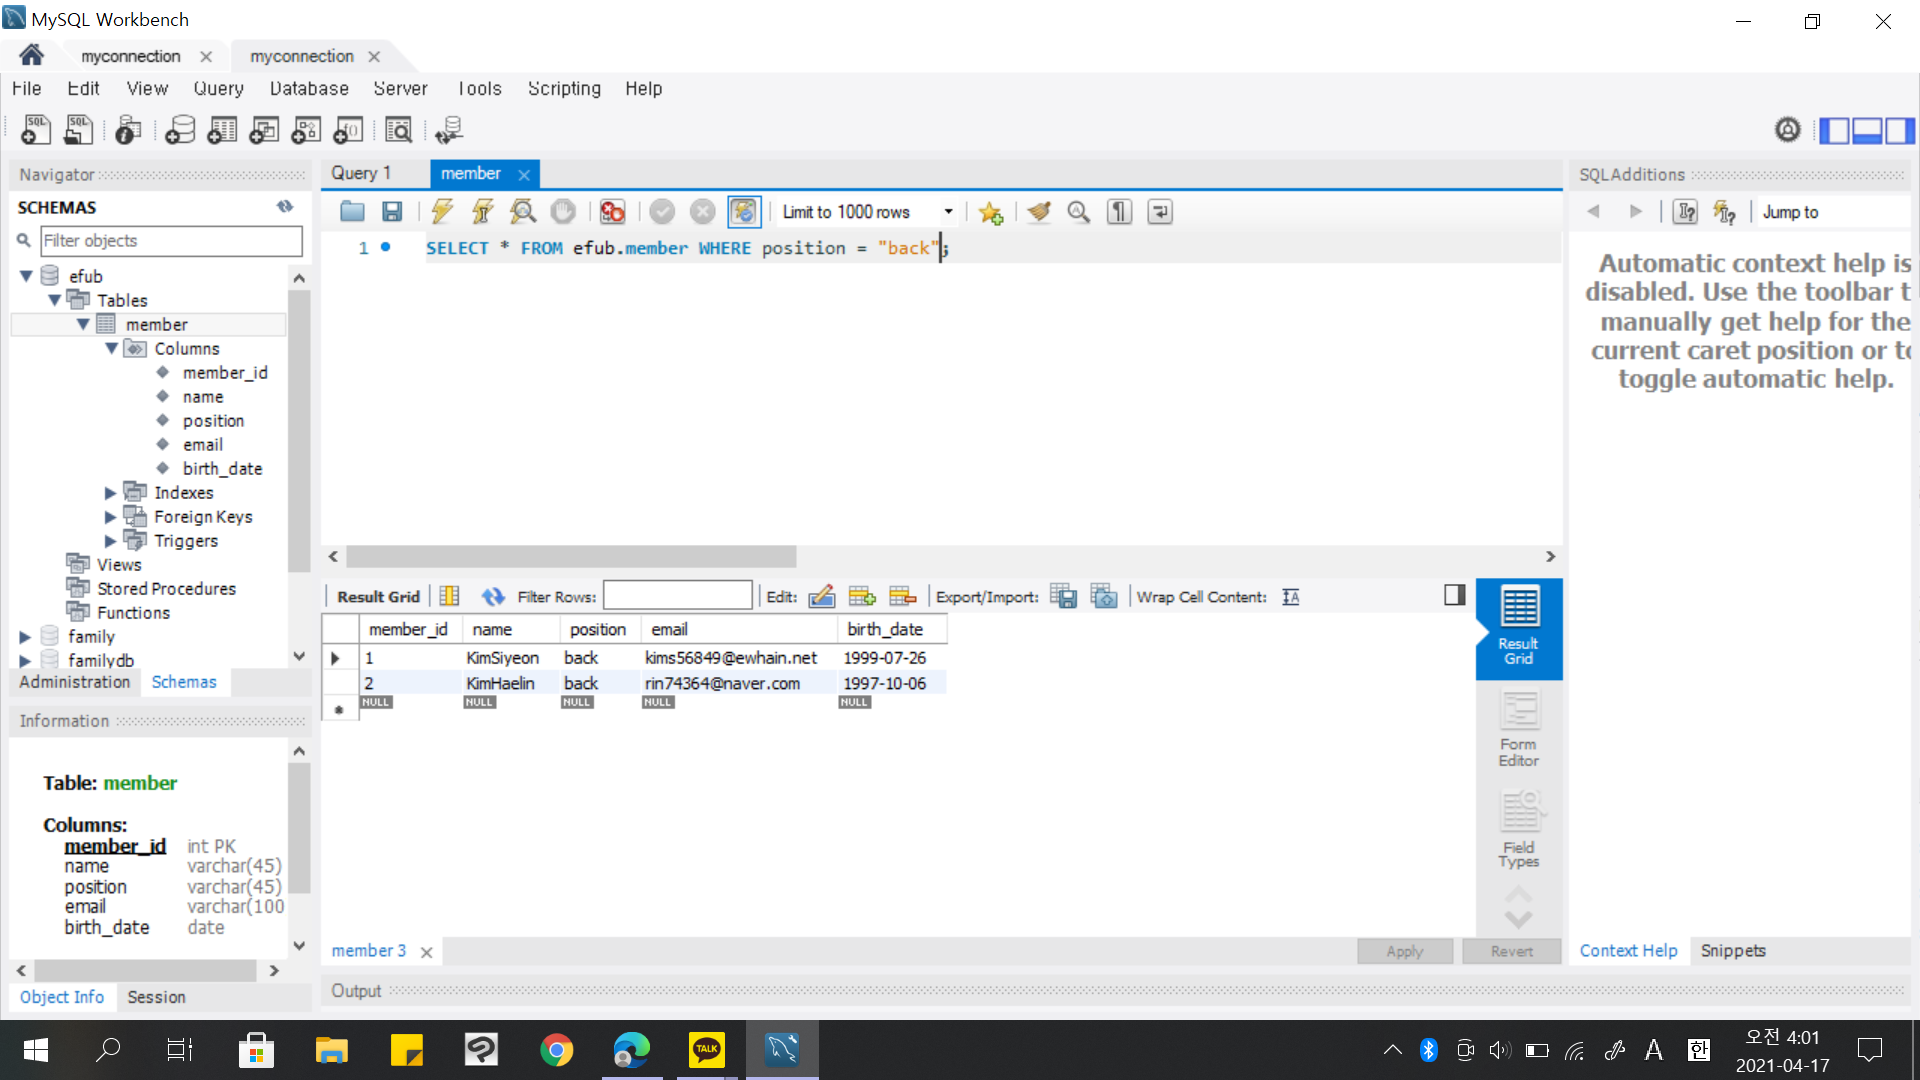 MySQL Workbench
myconnection
myconnection
File Edit View Query Database Server Tools Scripting Help
Navigator
SCHEMAS
Filter objects
efub
Tables
member
Columns
member_id
name
position
email
birth_date
Indexes
Foreign Keys
Triggers
Views
Stored Procedures
Functions
family
familydb
Administration Schemas
Information
Table: member
Columns:
member_id int PK
name varchar(45)
position varchar(45)
email varchar(100
birth_date date
Object Info Session
Query 1 member
Limit to 1000 rows
1 SELECT * FROM efub.member WHERE position = "back";
Result Grid Filter Rows: Edit: Export/Import: Wrap Cell Content:
member_id name position email birth_date
1 KimSiyeon back kims56849@ewhain.net 1999-07-26
2 KimHaelin back rin74364@naver.com 1997-10-06
NULL NULL NULL NULL NULL
Result
Grid
Form
Editor
Field
Types
member 3
Apply Revert
Output
SQLAdditions
Jump to
Automatic context help is
disabled. Use the toolbar t
manually get help for the
current caret position or to
toggle automatic help.
Context Help Snippets
TALK
A 한
오전 4:01
2021-04-17